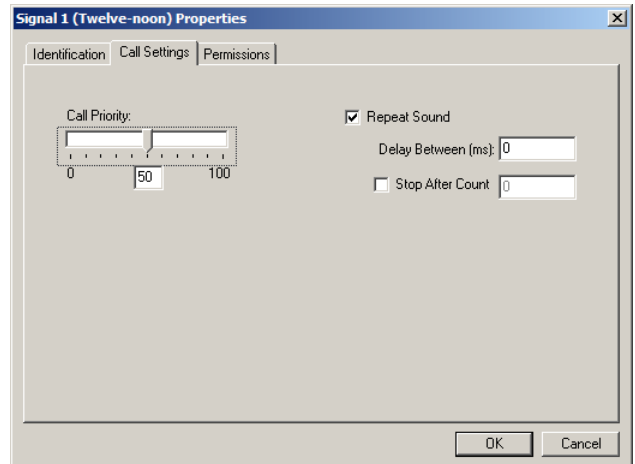 Signal 1 (Twelve-noon) Properties
Identification Call Settings Permissions
Call Priority:
0 50 100
Repeat Sound
Delay Between (ms): 0
Stop After Count 0
OK Cancel